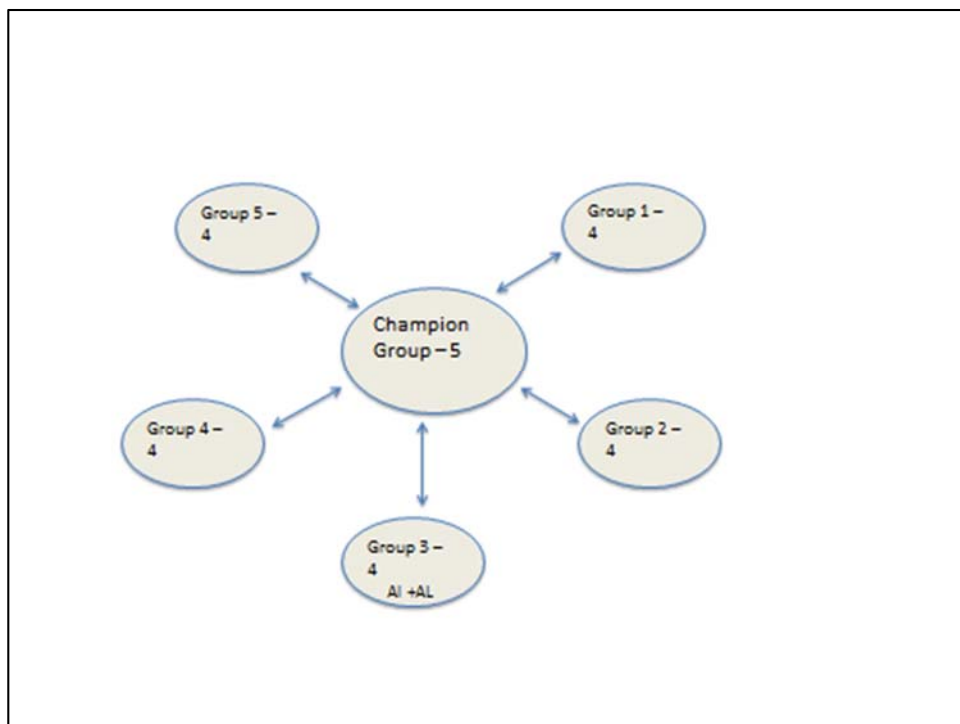 Group 5 –
4
Group 1 –
4
Champion
Group – 5
Group 4 –
4
Group 2 –
4
Group 3 –
4
AI +AL